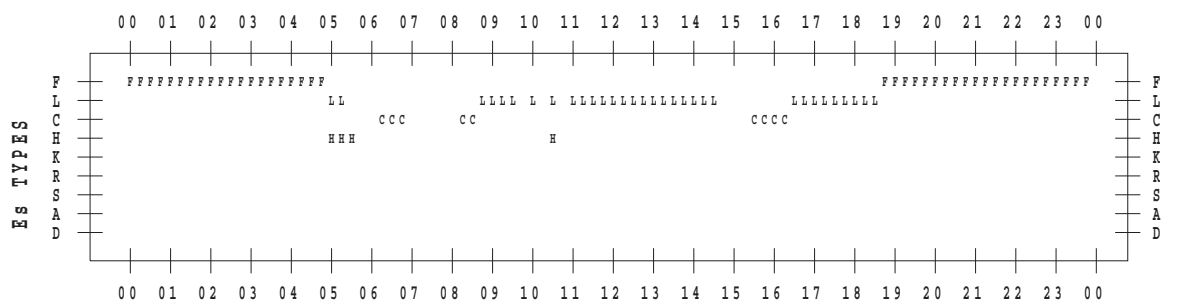 00 01 02 03 04 05 06 07 08 09 10 11 12 13 14 15 16 17 18 19 20 21 22 23 00
F FFFFFFFFFFFFFFFFFFFF FFFFFFFFFFFFFFFFFFFFF F
L LL LLLL L L LLLLLLLLLLLLLLL LLLLLLLLL L
C CCC CC CCCC C
H HHH H H
K K
R R
S S
A A
D D
Es TYPES
00 01 02 03 04 05 06 07 08 09 10 11 12 13 14 15 16 17 18 19 20 21 22 23 00